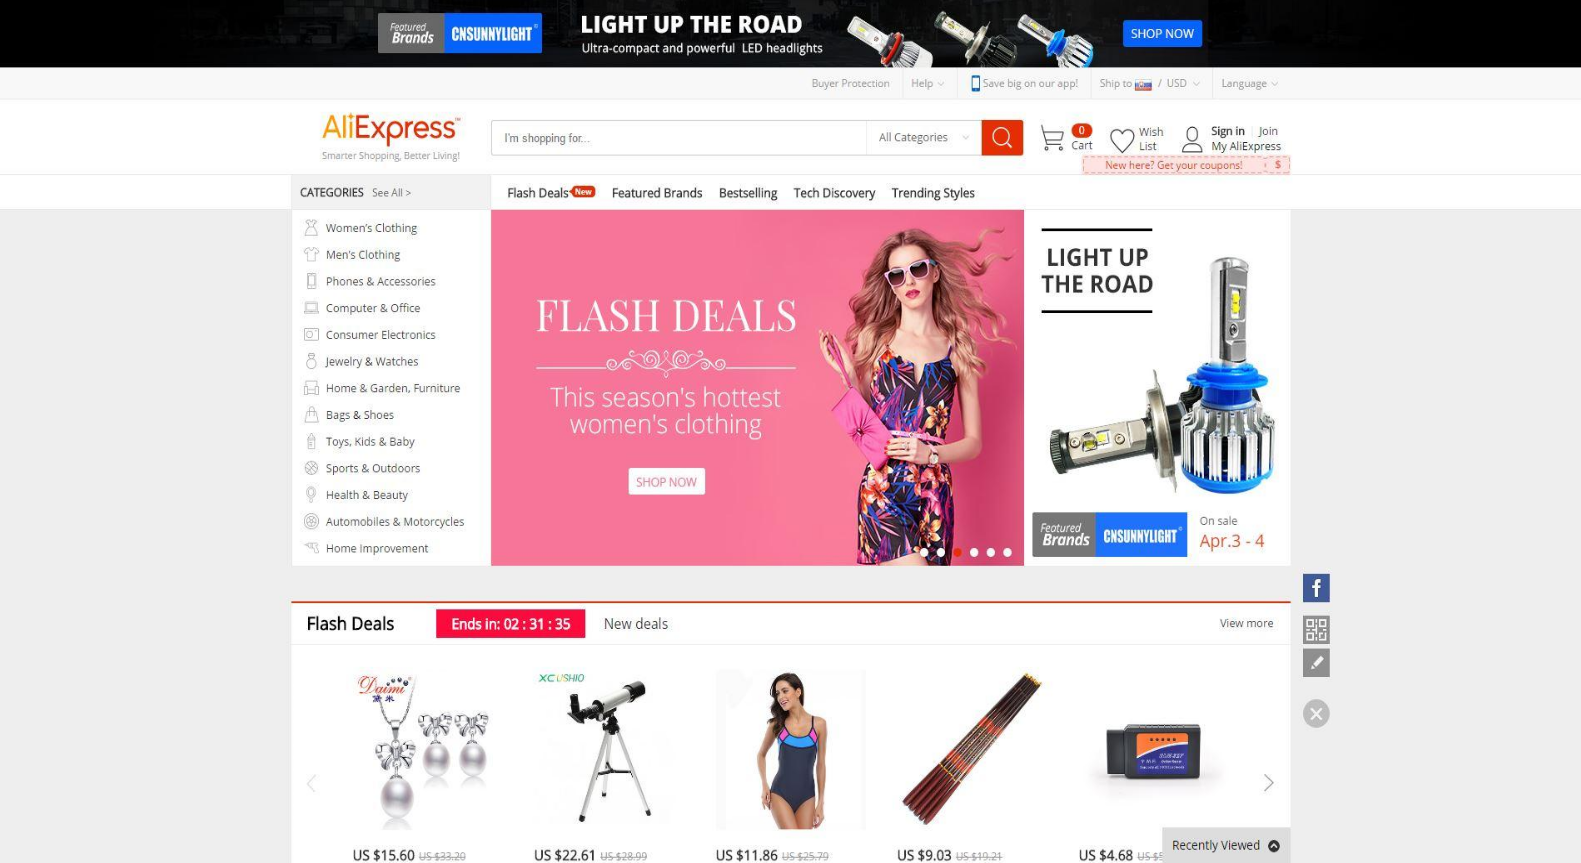 Featured
Brands
CNSUNNYLIGHT
LIGHT UP THE ROAD
Ultra-compact and powerful LED headlights
SHOP NOW
Buyer Protection
Help
Save big on our app!
Ship to / USD
Language
AliExpress™
Smarter Shopping, Better Living!
I'm shopping for...
All Categories
0
Cart
Wish
List
Sign in Join
My AliExpress
New here? Get your coupons! $
CATEGORIES See All >
Flash Deals New
Featured Brands
Bestselling
Tech Discovery
Trending Styles
Women's Clothing
Men's Clothing
Phones & Accessories
Computer & Office
Consumer Electronics
Jewelry & Watches
Home & Garden, Furniture
Bags & Shoes
Toys, Kids & Baby
Sports & Outdoors
Health & Beauty
Automobiles & Motorcycles
Home Improvement
FLASH DEALS
This season's hottest
women's clothing
SHOP NOW
LIGHT UP
THE ROAD
Featured
Brands
CNSUNNYLIGHT
On sale
Apr.3 - 4
Flash Deals
Ends in: 02 : 31 : 35
New deals
View more
Daimi
黛米
XCUSHIO
US $15.60 US $33.20
US $22.61 US $28.99
US $11.86 US $25.79
US $9.03 US $19.21
US $4.68
Recently Viewed